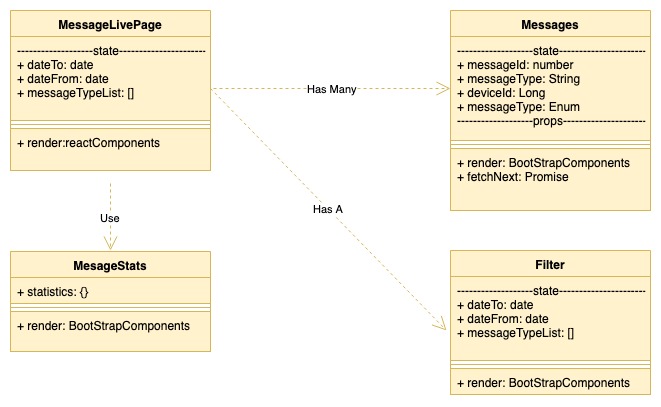 MessageLivePage
--------------------state-----------------------
+ dateTo: date
+ dateFrom: date
+ messageTypeList: []
+ render:reactComponents
Messages
--------------------state-----------------------
+ messageId: number
+ messageType: String
+ deviceId: Long
+ messageType: Enum
--------------------props----------------------
+ render: BootStrapComponents
+ fetchNext: Promise
Has Many
Has A
Use
MesageStats
+ statistics: {}
+ render: BootStrapComponents
Filter
--------------------state-----------------------
+ dateTo: date
+ dateFrom: date
+ messageTypeList: []
+ render: BootStrapComponents